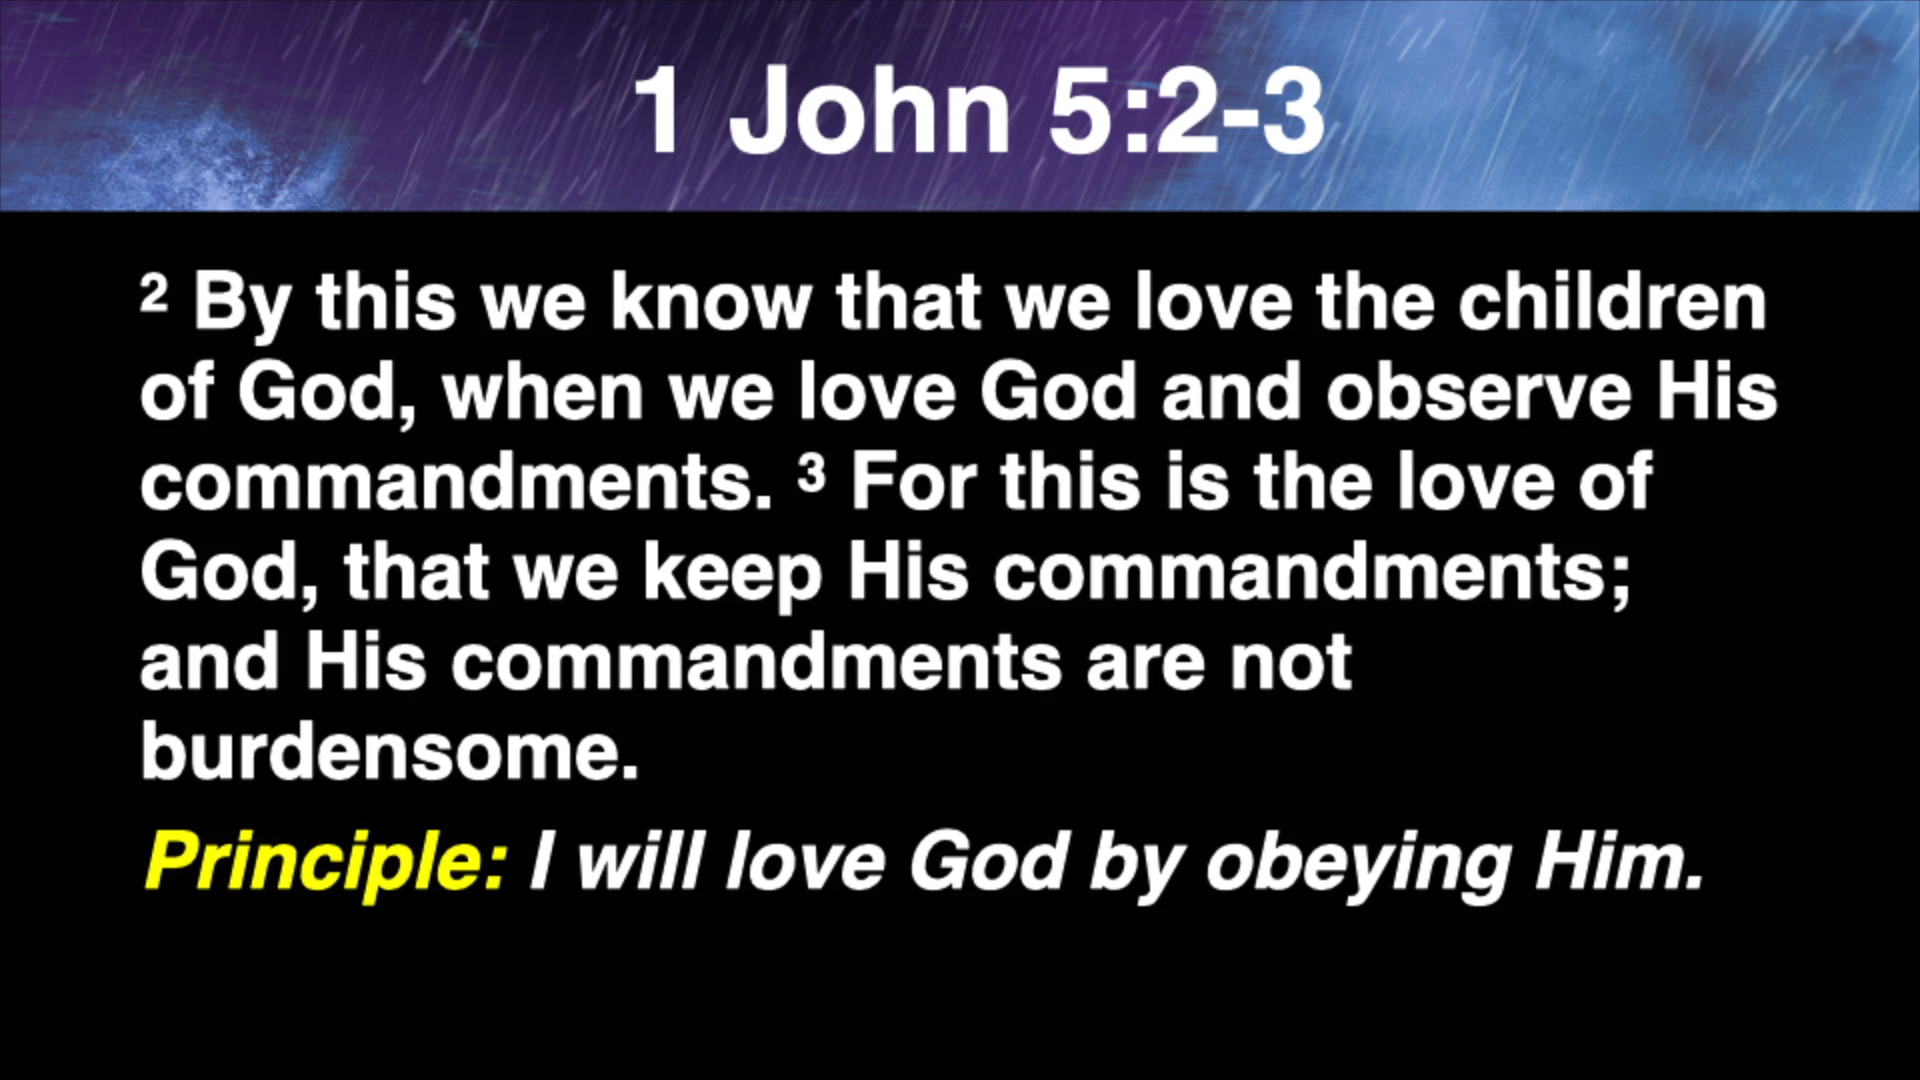 1 John 5:2-3
² By this we know that we love the children
of God, when we love God and observe His
commandments. ³ For this is the love of
God, that we keep His commandments;
and His commandments are not
burdensome.
Principle: I will love God by obeying Him.